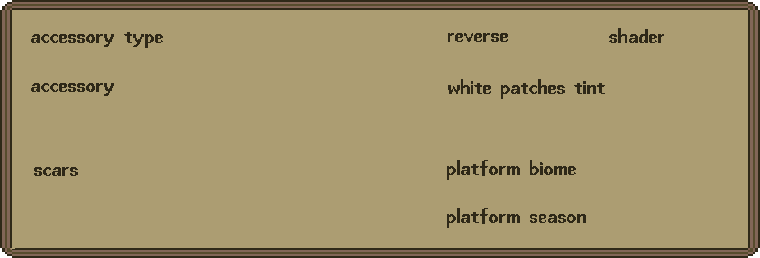 accessory type
reverse
shader
accessory
white patches tint
scars
platform biome
platform season